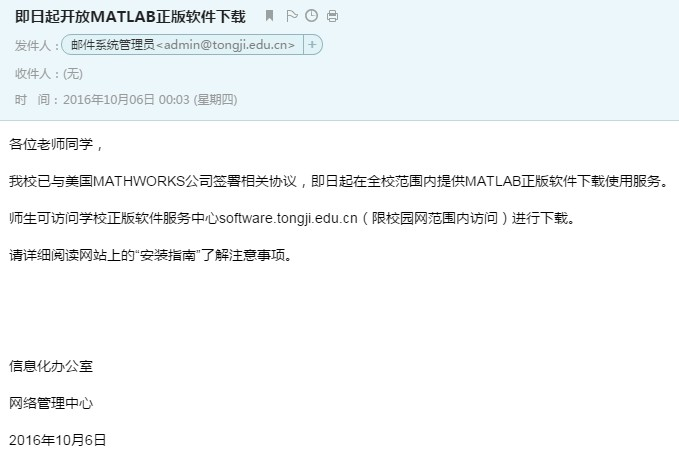 即日起开放MATLAB正版软件下载
发件人：邮件系统管理员<admin@tongji.edu.cn> +
收件人：(无)
时 间：2016年10月06日 00:03 (星期四)
各位老师同学，
我校已与美国MATHWORKS公司签署相关协议，即日起在全校范围内提供MATLAB正版软件下载使用服务。
师生可访问学校正版软件服务中心software.tongji.edu.cn（限校园网范围内访问）进行下载。
请详细阅读网站上的“安装指南”了解注意事项。
信息化办公室
网络管理中心
2016年10月6日